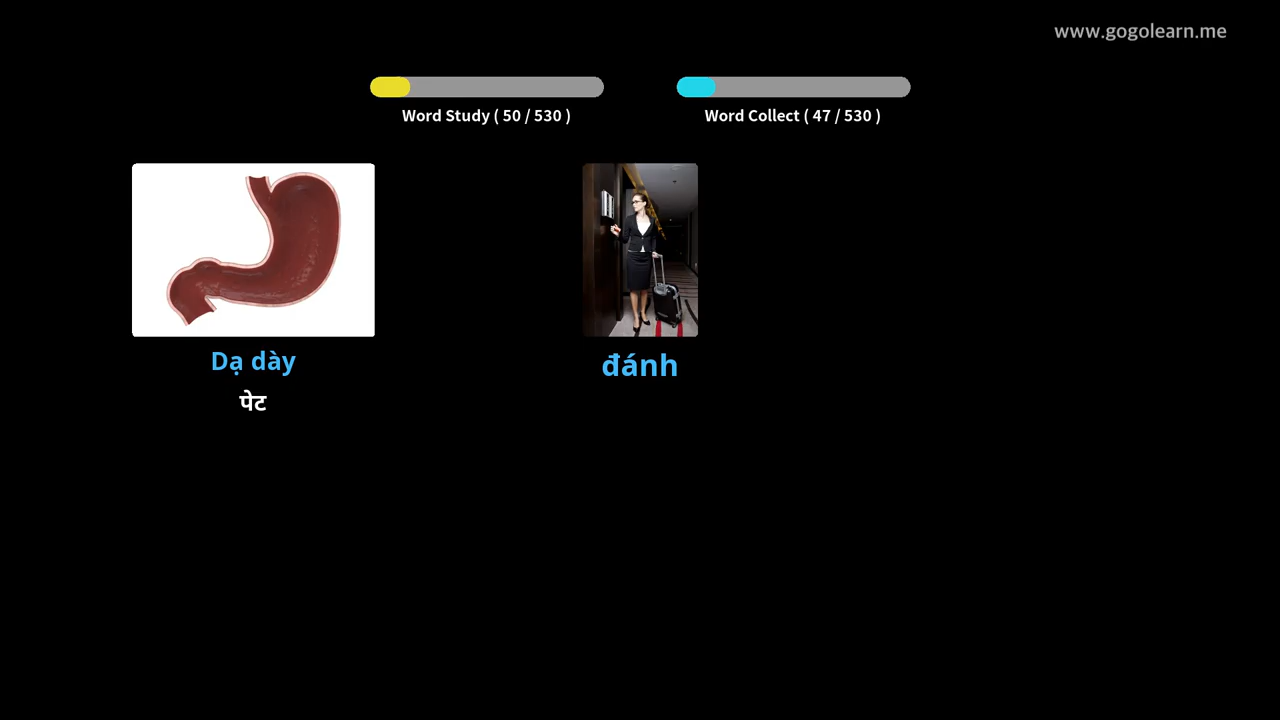 www.gogolearn.me
Word Study ( 50 / 530 )
Word Collect ( 47 / 530 )
Dạ dày
đánh
पेट